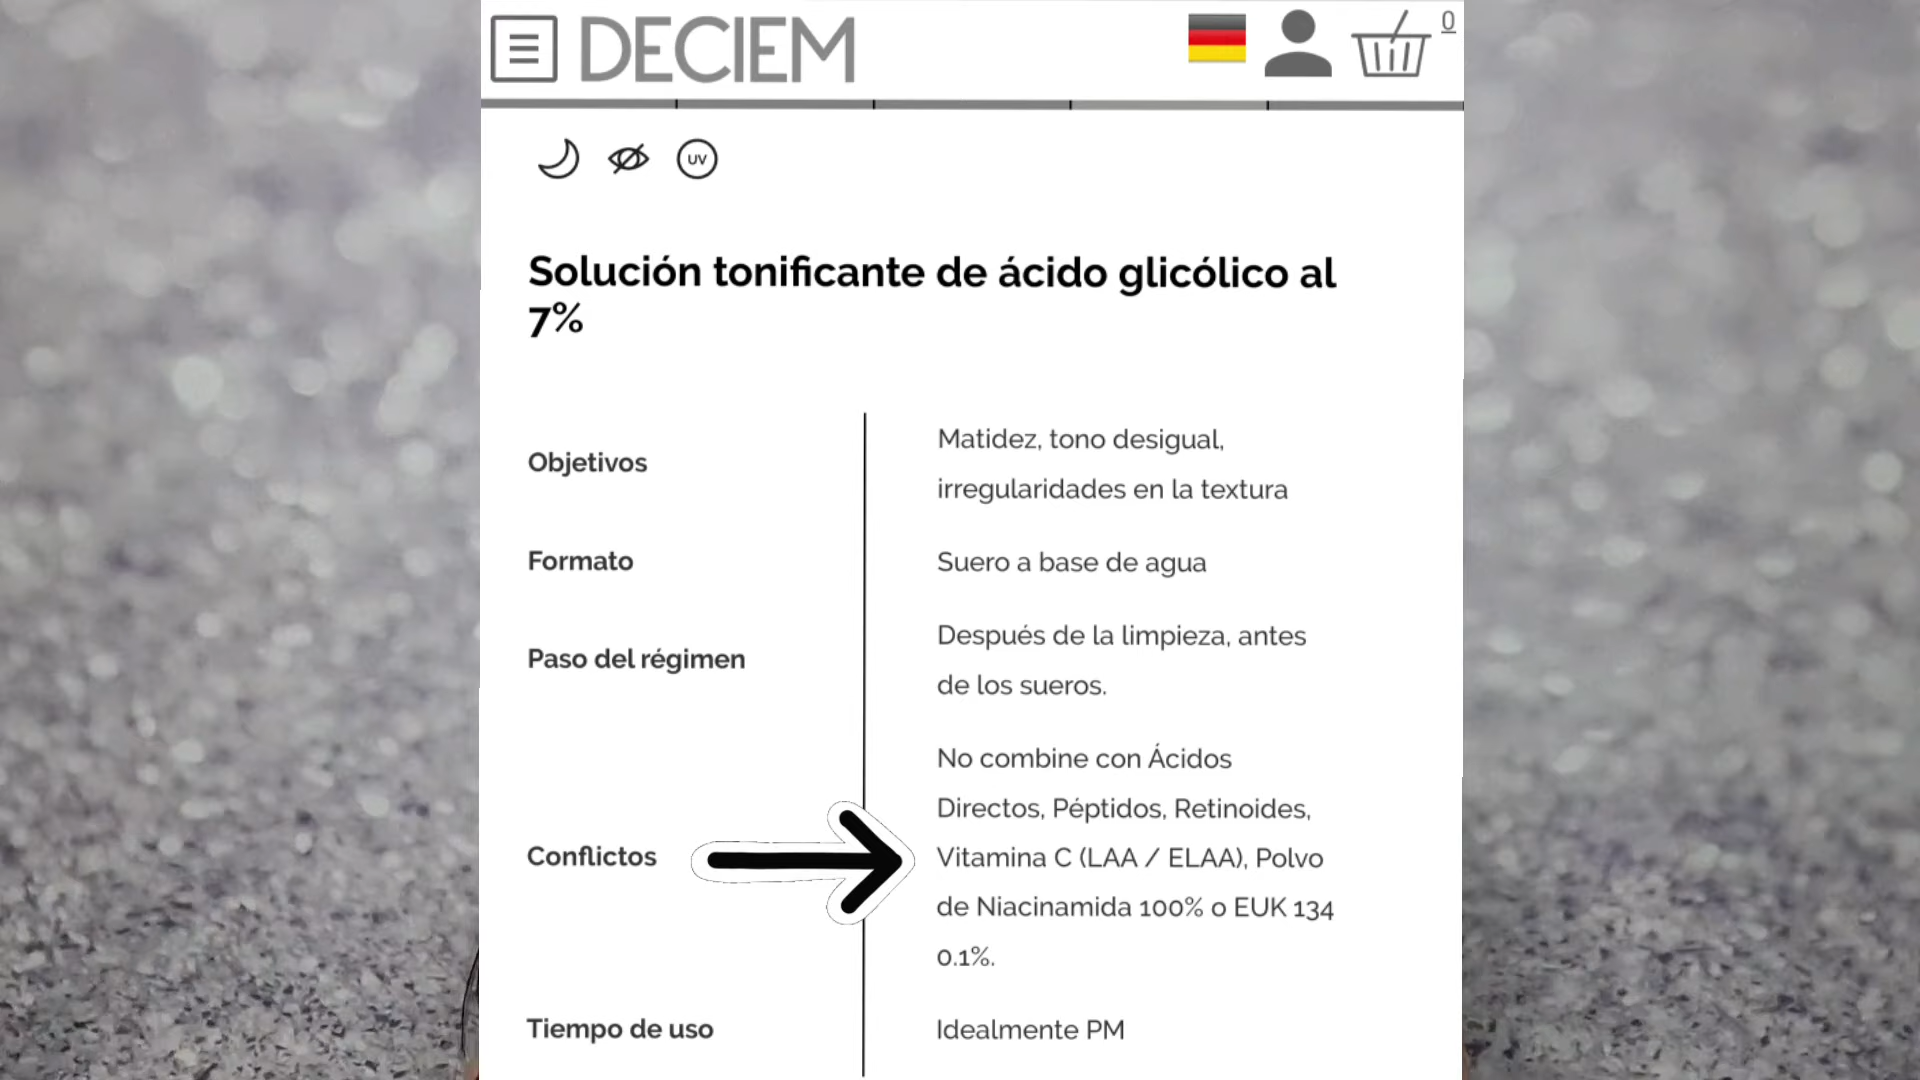 DECIEM
0
UV
Solución tonificante de ácido glicólico al
7%
Objetivos
Matidez, tono desigual,
irregularidades en la textura
Formato
Suero a base de agua
Paso del régimen
Después de la limpieza, antes
de los sueros.
Conflictos
No combine con Ácidos
Directos, Péptidos, Retinoides,
Vitamina C (LAA / ELAA), Polvo
de Niacinamida 100% o EUK 134
0.1%.
Tiempo de uso
Idealmente PM